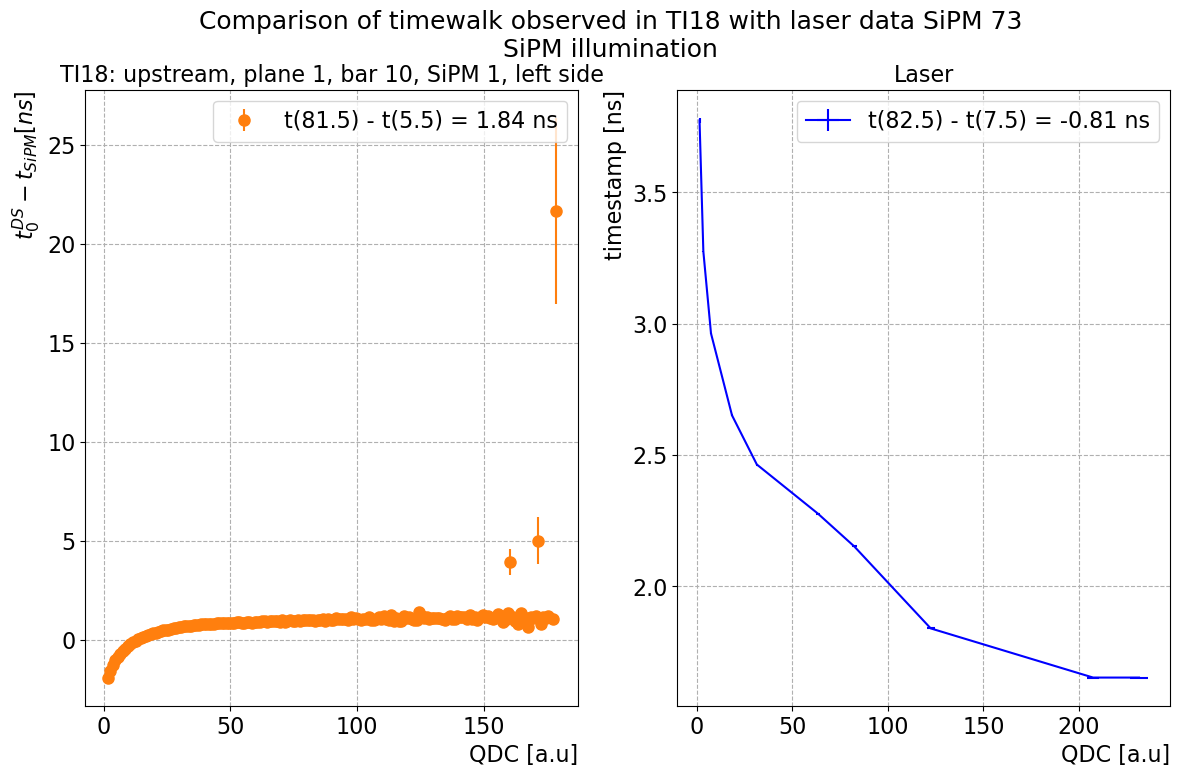 Comparison of timewalk observed in TI18 with laser data SiPM 73
SiPM illumination
TI18: upstream, plane 1, bar 10, SiPM 1, left side
t(81.5) - t(5.5) = 1.84 ns
t₀ᴰˢ − t_SiPM[ns]
25
20
15
10
5
0
0 50 100 150
QDC [a.u]
Laser
t(82.5) - t(7.5) = -0.81 ns
timestamp [ns]
3.5
3.0
2.5
2.0
0 50 100 150 200
QDC [a.u]